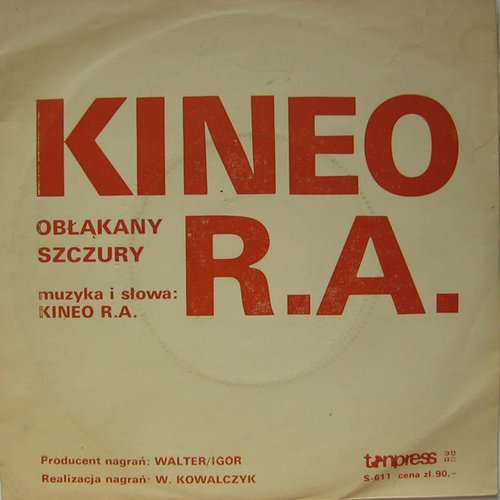 KINEO
R.A.
OBŁĄKANY
SZCZURY
muzyka i słowa:
KINEO R.A.
Producent nagrań: WALTER/IGOR
Realizacja nagrań: W. KOWALCZYK
tonpress
S-611 cena zł 90,-